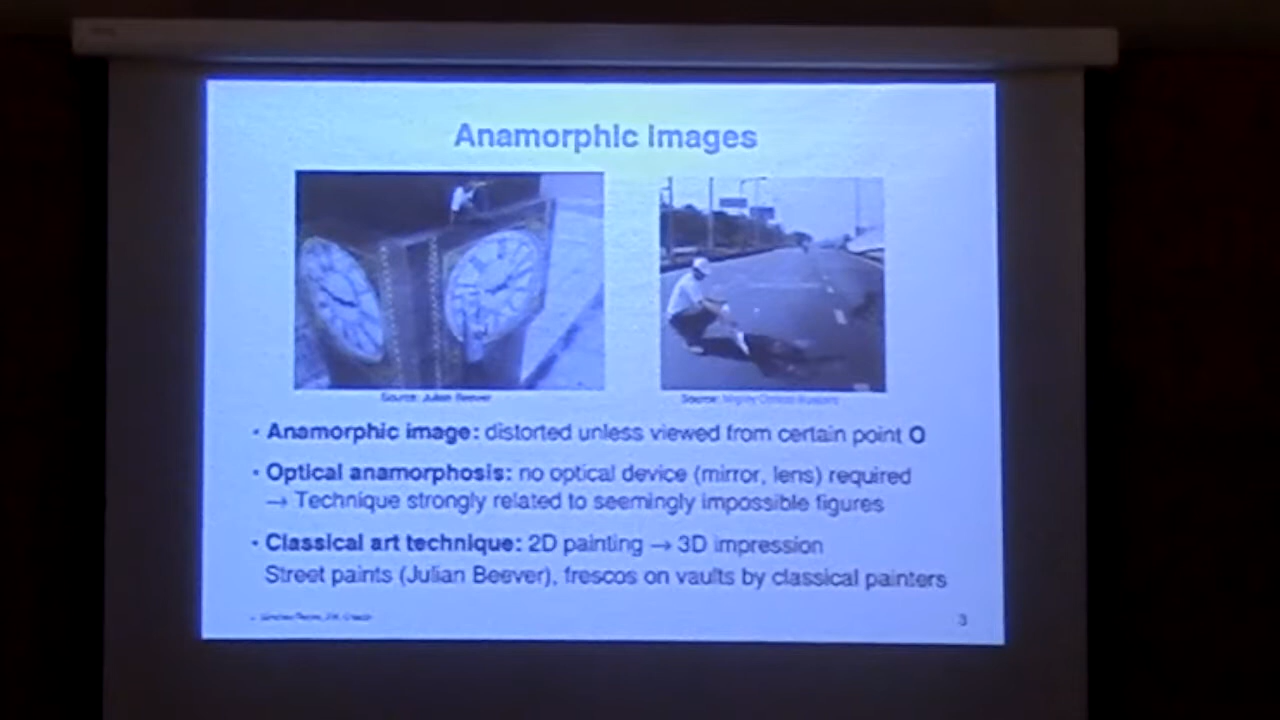 Anamorphic Images
Source: Julian Beever
Source:
• Anamorphic image: distorted unless viewed from certain point O
• Optical anamorphosis: no optical device (mirror, lens) required
→ Technique strongly related to seemingly impossible figures
• Classical art technique: 2D painting → 3D impression
Street paints (Julian Beever), frescos on vaults by classical painters
3